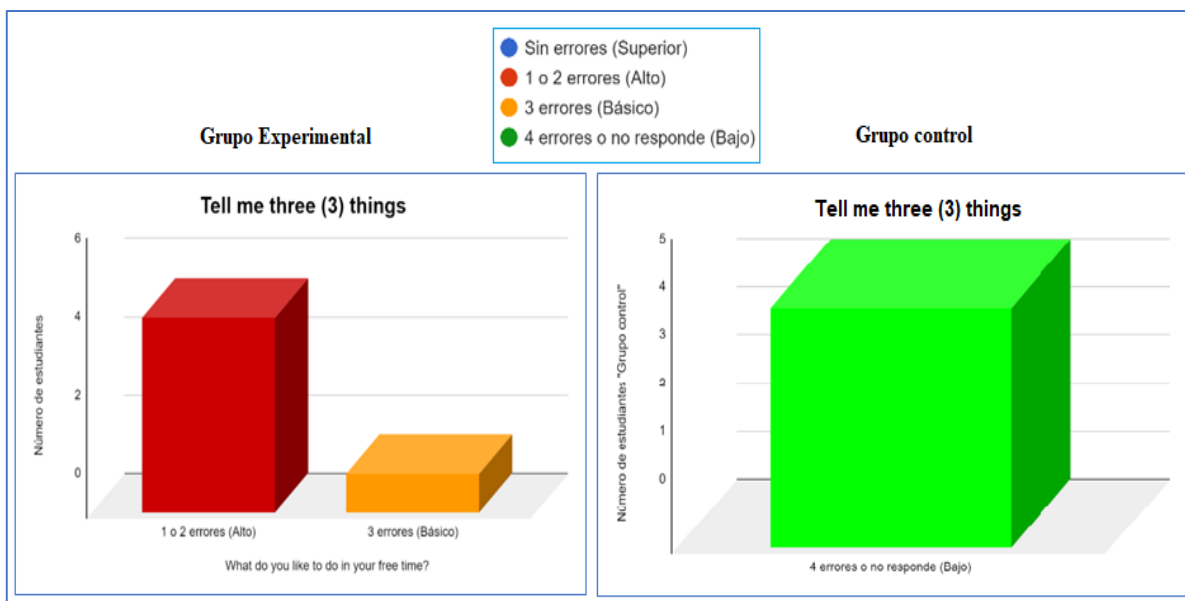 Sin errores (Superior)
1 o 2 errores (Alto)
3 errores (Básico)
4 errores o no responde (Bajo)
Grupo Experimental
Grupo control
Tell me three (3) things
6
4
2
0
Número de estudiantes
1 o 2 errores (Alto)
3 errores (Básico)
What do you like to do in your free time?
Tell me three (3) things
5
4
3
2
1
0
Número de estudiantes "Grupo control"
4 errores o no responde (Bajo)